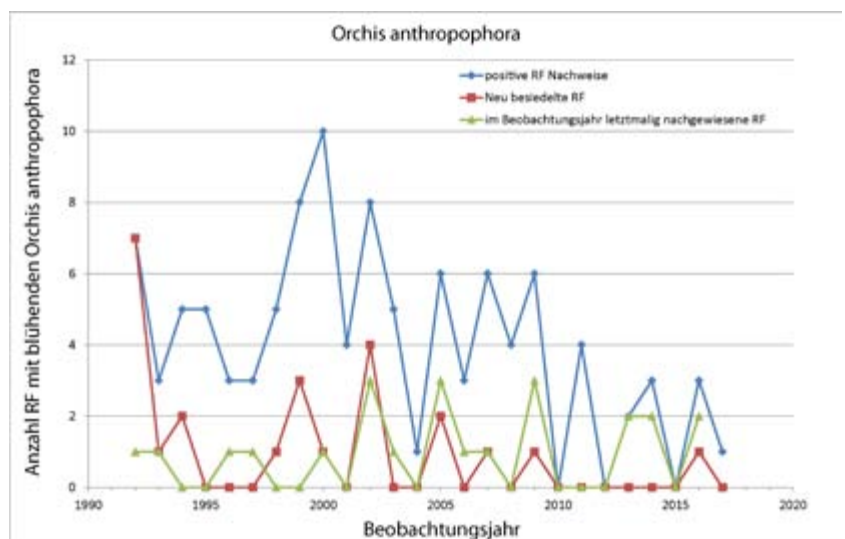 Orchis anthropophora
12
10
8
6
4
2
0
Anzahl RF mit blühenden Orchis anthropophora
positive RF Nachweise
Neu besiedelte RF
im Beobachtungsjahr letztmalig nachgewiesene RF
1990 1995 2000 2005 2010 2015 2020
Beobachtungsjahr